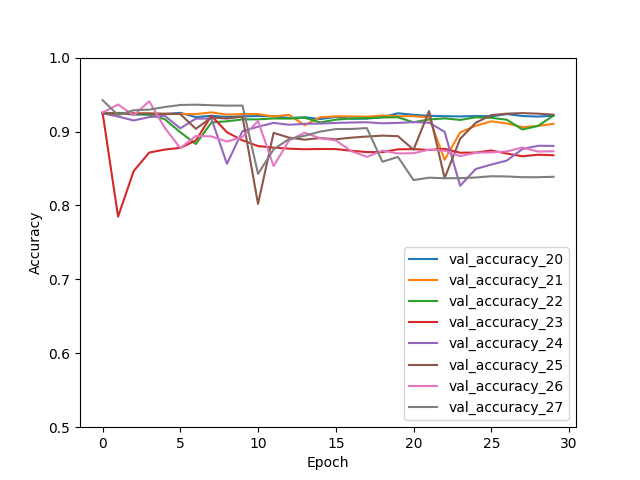 1.0
0.9
0.8
0.7
0.6
0.5
Accuracy
0 5 10 15 20 25 30
Epoch
val_accuracy_20
val_accuracy_21
val_accuracy_22
val_accuracy_23
val_accuracy_24
val_accuracy_25
val_accuracy_26
val_accuracy_27